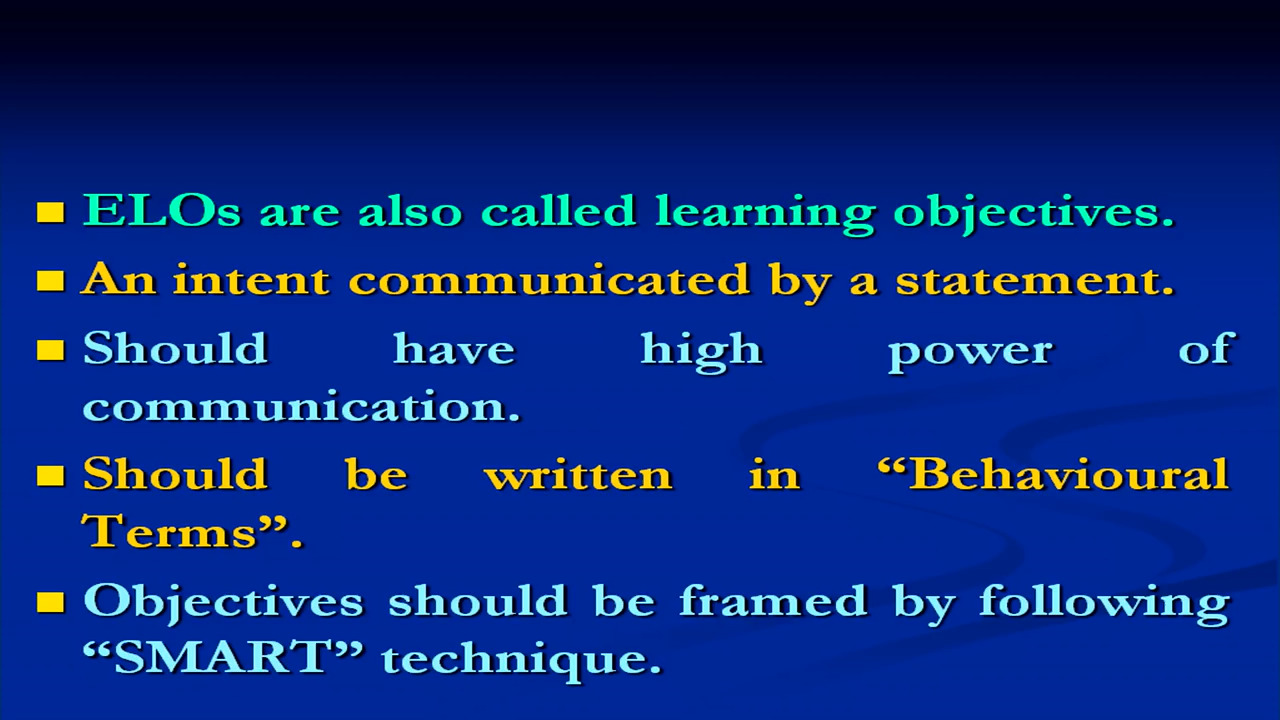 ELOs are also called learning objectives.
An intent communicated by a statement.
Should have high power of
communication.
Should be written in “Behavioural
Terms”.
Objectives should be framed by following
“SMART” technique.